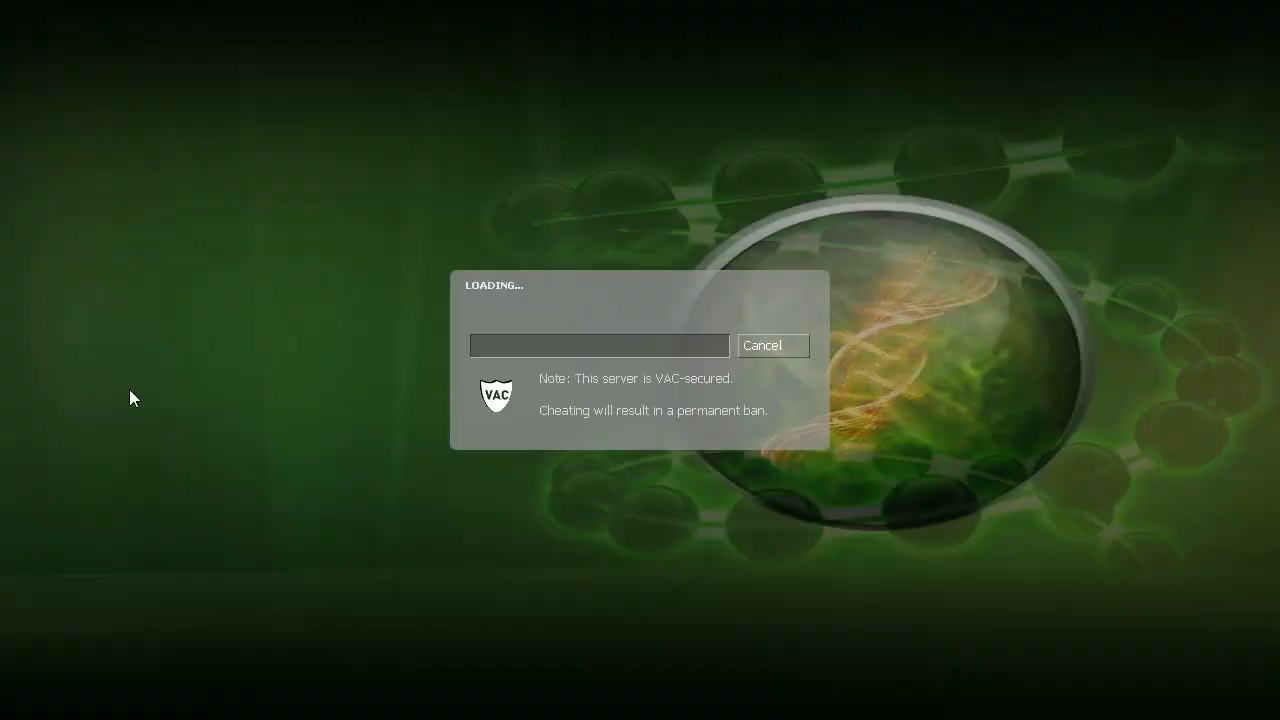 LOADING...
Cancel
Note: This server is VAC-secured.
VAC
Cheating will result in a permanent ban.